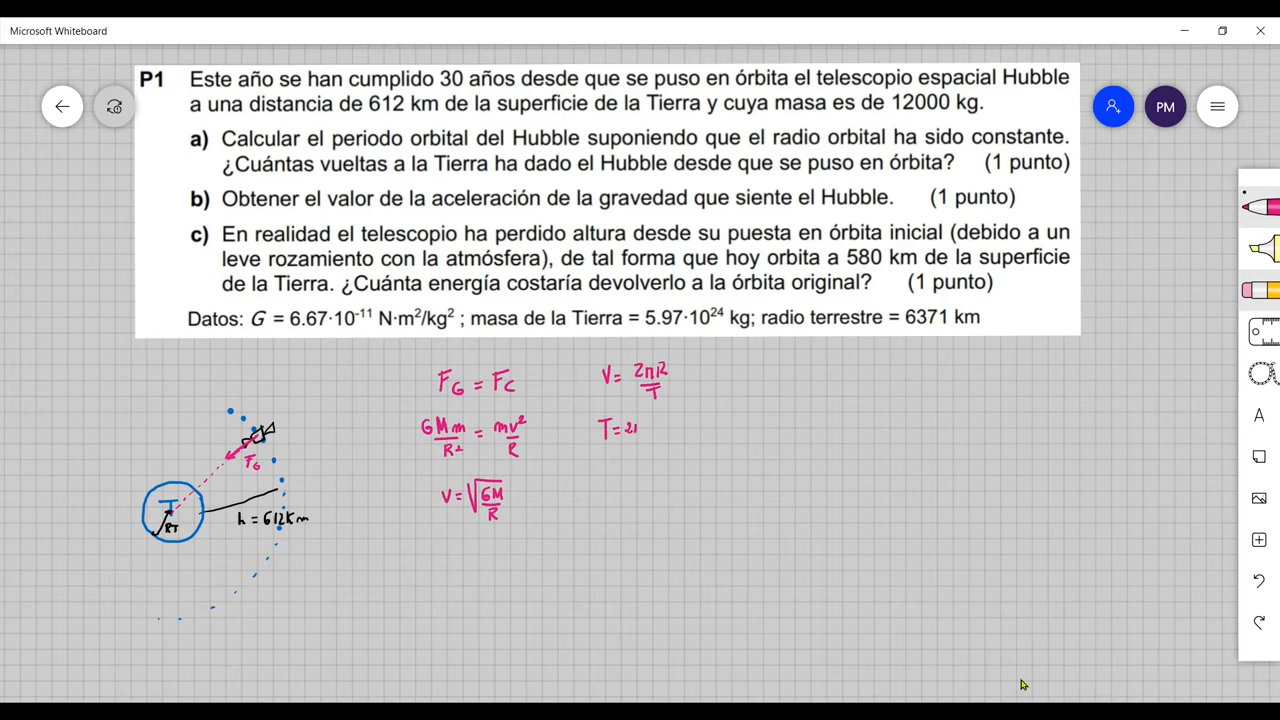 Microsoft Whiteboard
P1 Este año se han cumplido 30 años desde que se puso en órbita el telescopio espacial Hubble
a una distancia de 612 km de la superficie de la Tierra y cuya masa es de 12000 kg.
a) Calcular el periodo orbital del Hubble suponiendo que el radio orbital ha sido constante.
¿Cuántas vueltas a la Tierra ha dado el Hubble desde que se puso en órbita? (1 punto)
b) Obtener el valor de la aceleración de la gravedad que siente el Hubble. (1 punto)
c) En realidad el telescopio ha perdido altura desde su puesta en órbita inicial (debido a un
leve rozamiento con la atmósfera), de tal forma que hoy orbita a 580 km de la superficie
de la Tierra. ¿Cuánta energía costaría devolverlo a la órbita original? (1 punto)
Datos: G = 6.67·10⁻¹¹ N·m²/kg² ; masa de la Tierra = 5.97·10²⁴ kg; radio terrestre = 6371 km
PM
A
F_G = F_C
GMm/R² = mv²/R
v = √(GM/R)
V = 2πR/T
T = 2
F_G
T
RT
h = 612Km